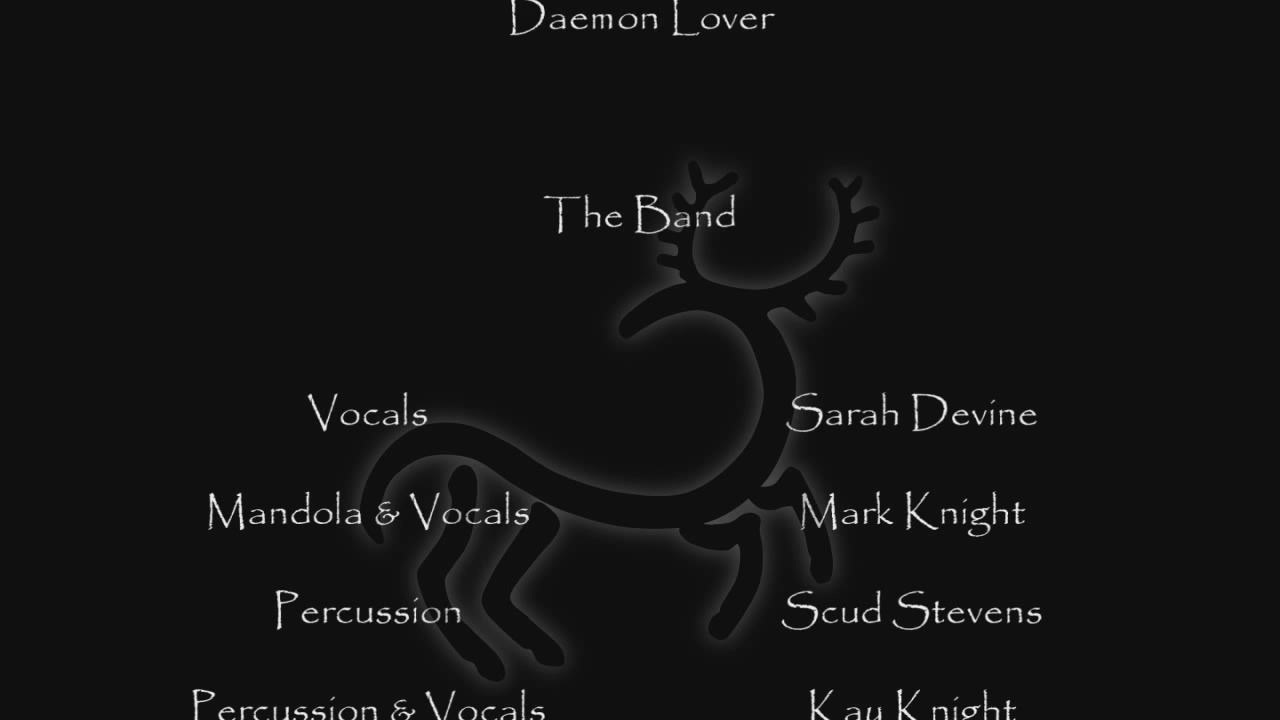 Daemon Lover
The Band
Vocals Sarah Devine
Mandola & Vocals Mark Knight
Percussion Scud Stevens
Percussion & Vocals Kay Knight